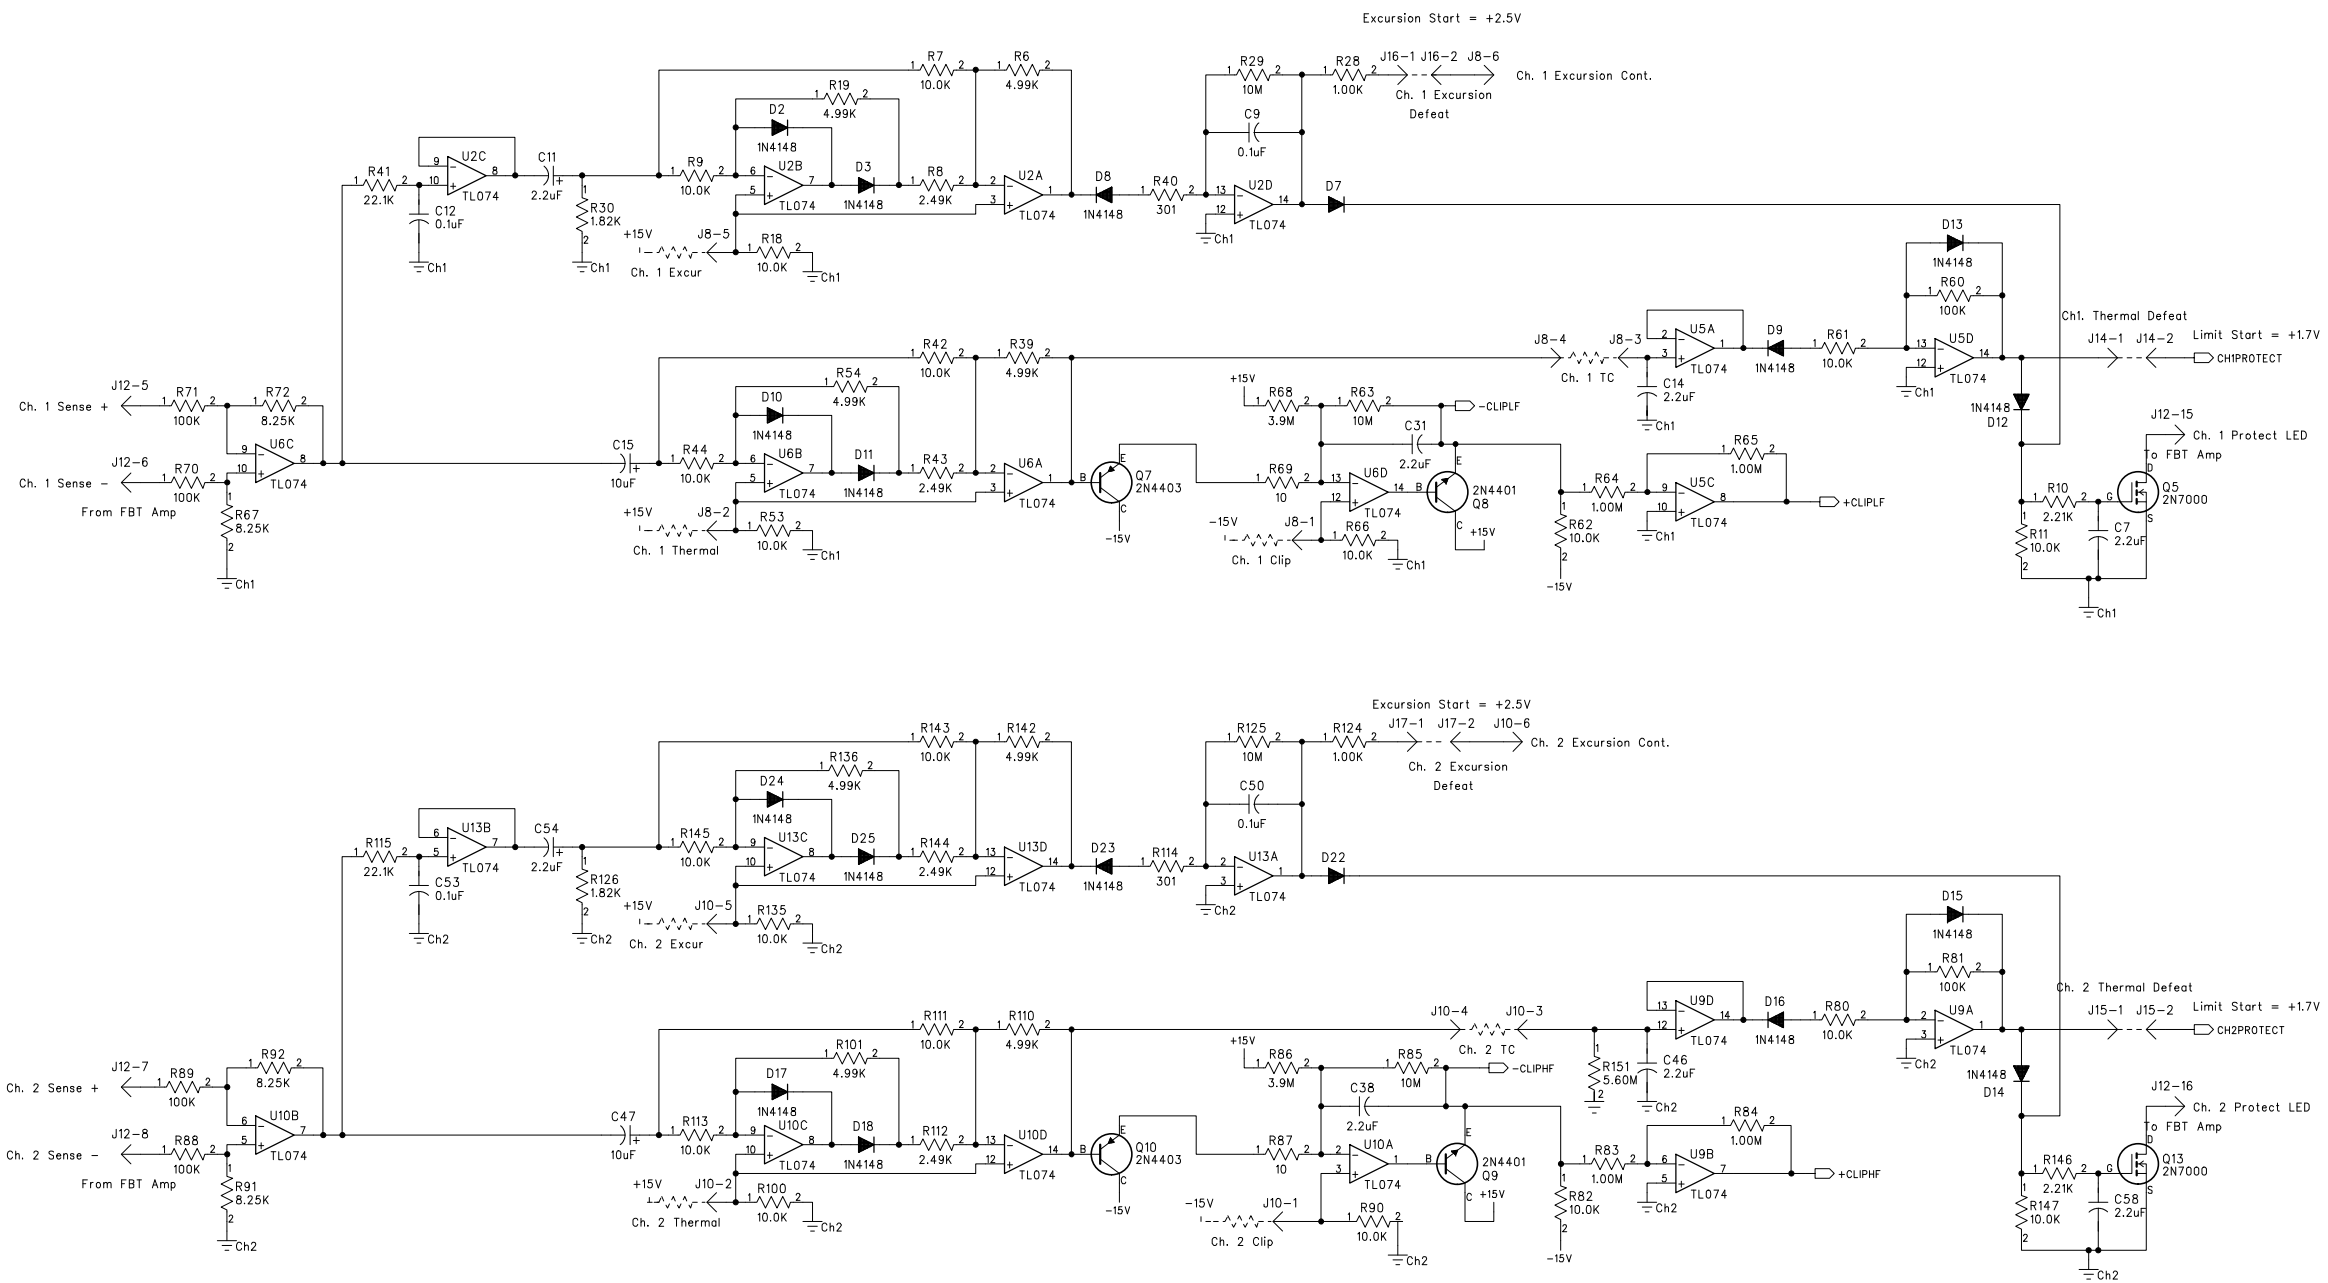 Excursion Start = +2.5V
R7
10.0K
R6
4.99K
R29
10M
R28
1.00K
J16-1 J16-2 J8-6
Ch. 1 Excursion Cont.
Ch. 1 Excursion
Defeat
R19
4.99K
D2
1N4148
C9
0.1uF
U2C
TL074
C11
2.2uF
R41
22.1K
C12
0.1uF
Ch1
R30
1.82K
Ch1
R9
10.0K
U2B
TL074
D3
1N4148
R8
2.49K
U2A
TL074
D8
1N4148
R40
301
U2D
TL074
Ch1
D7
+15V
J8-5
Ch. 1 Excur
R18
10.0K
Ch1
D13
1N4148
R60
100K
Ch1. Thermal Defeat
J14-1 J14-2
Limit Start = +1.7V
CH1PROTECT
J8-4
J8-3
Ch. 1 TC
U5A
TL074
D9
1N4148
R61
10.0K
U5D
TL074
Ch1
C14
2.2uF
Ch1
R42
10.0K
R39
4.99K
R54
4.99K
D10
1N4148
+15V
R68
3.9M
R63
10M
-CLIPLF
C31
2.2uF
1N4148
D12
J12-15
Ch. 1 Protect LED
To FBT Amp
J12-5
Ch. 1 Sense +
R71
100K
R72
8.25K
J12-6
Ch. 1 Sense -
R70
100K
From FBT Amp
U6C
TL074
R67
8.25K
Ch1
C15
10uF
R44
10.0K
U6B
TL074
D11
1N4148
R43
2.49K
U6A
TL074
B
E
C
Q7
2N4403
-15V
R69
10
U6D
TL074
B
E
C
2N4401
Q8
+15V
R65
1.00M
R64
1.00M
U5C
TL074
+CLIPLF
Ch1
R62
10.0K
-15V
+15V
J8-2
Ch. 1 Thermal
R53
10.0K
Ch1
-15V
J8-1
Ch. 1 Clip
R66
10.0K
Ch1
R10
2.21K
G
D
S
Q5
2N7000
R11
10.0K
C7
2.2uF
Ch1
Excursion Start = +2.5V
R143
10.0K
R142
4.99K
R125
10M
R124
1.00K
J17-1 J17-2 J10-6
Ch. 2 Excursion Cont.
Ch. 2 Excursion
Defeat
R136
4.99K
D24
1N4148
C50
0.1uF
U13B
TL074
C54
2.2uF
R115
22.1K
C53
0.1uF
Ch2
R126
1.82K
Ch2
R145
10.0K
U13C
TL074
D25
1N4148
R144
2.49K
U13D
TL074
D23
1N4148
R114
301
U13A
TL074
Ch2
D22
+15V
J10-5
Ch. 2 Excur
R135
10.0K
Ch2
D15
1N4148
R81
100K
Ch. 2 Thermal Defeat
J15-1 J15-2
Limit Start = +1.7V
CH2PROTECT
J10-4
J10-3
Ch. 2 TC
U9D
TL074
D16
1N4148
R80
10.0K
U9A
TL074
Ch2
R151
5.60M
C46
2.2uF
Ch2
R111
10.0K
R110
4.99K
R101
4.99K
D17
1N4148
+15V
R86
3.9M
R85
10M
-CLIPHF
C38
2.2uF
1N4148
D14
J12-16
Ch. 2 Protect LED
To FBT Amp
J12-7
Ch. 2 Sense +
R89
100K
R92
8.25K
J12-8
Ch. 2 Sense -
R88
100K
From FBT Amp
U10B
TL074
R91
8.25K
Ch2
C47
10uF
R113
10.0K
U10C
TL074
D18
1N4148
R112
2.49K
U10D
TL074
B
E
C
Q10
2N4403
-15V
R87
10
U10A
TL074
B
E
C
2N4401
Q9
+15V
R84
1.00M
R83
1.00M
U9B
TL074
+CLIPHF
Ch2
R82
10.0K
-15V
+15V
J10-2
Ch. 2 Thermal
R100
10.0K
Ch2
-15V
J10-1
Ch. 2 Clip
R90
10.0K
Ch2
R146
2.21K
G
D
S
Q13
2N7000
R147
10.0K
C58
2.2uF
Ch2